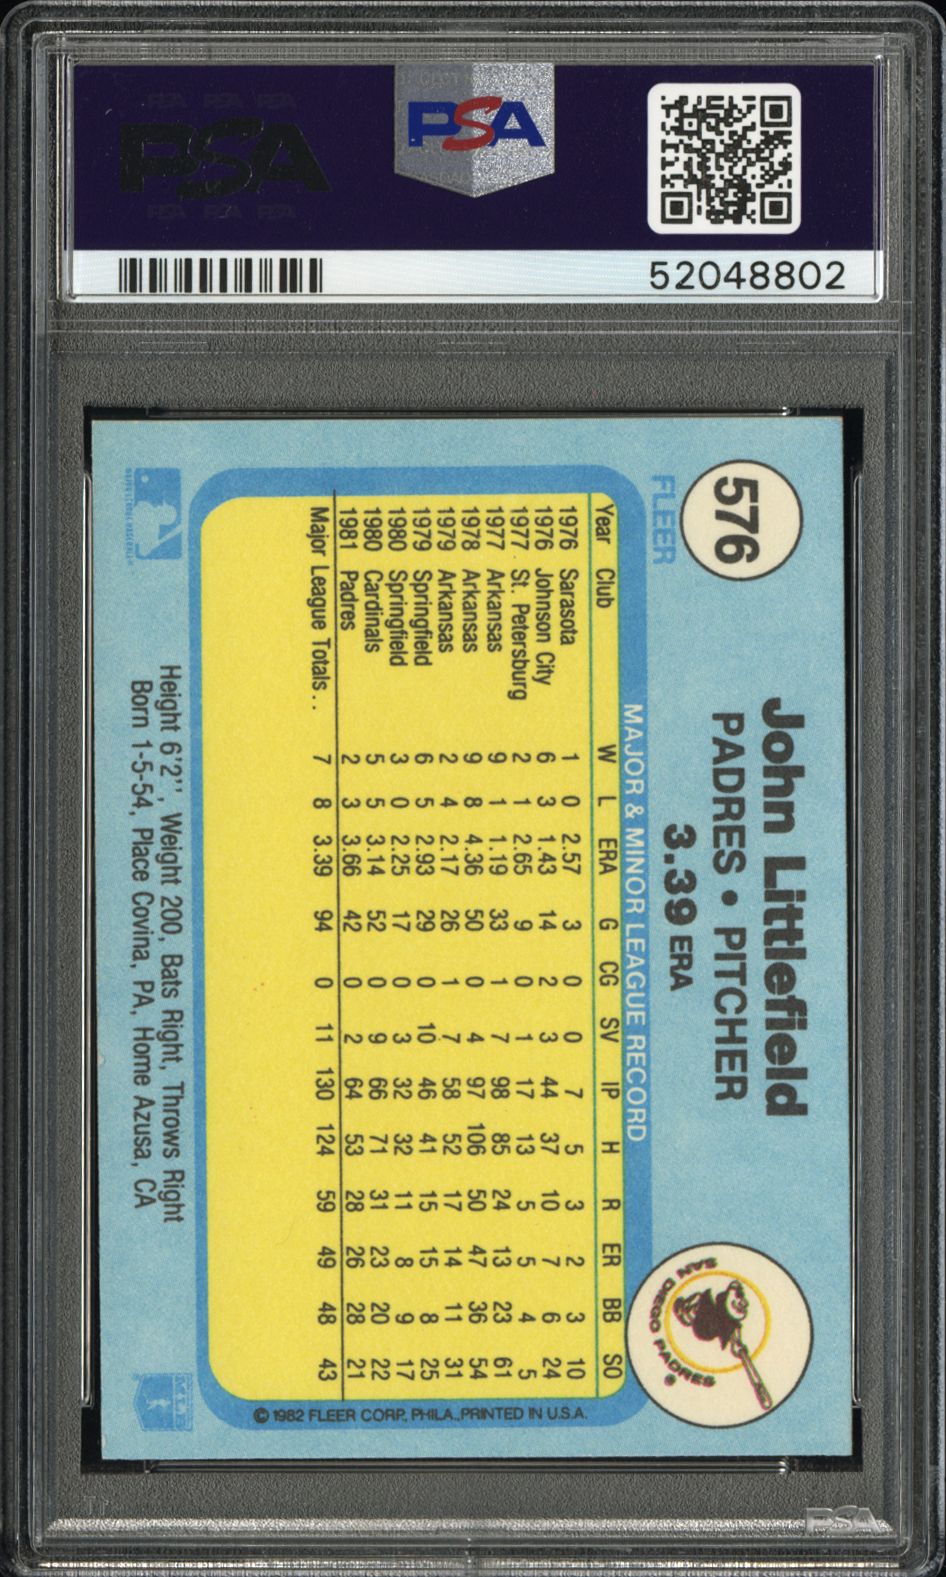 PSA PSA PSA
PSA
PSA PSA PSA
PSA
52048802
576
FLEER
John Littlefield
PADRES • PITCHER
3.39 ERA
SAN DIEGO PADRES ®
MAJOR & MINOR LEAGUE RECORD
Year Club W L ERA G CG SV IP H R ER BB SO
1976 Sarasota 1 0 2.57 3 0 0 7 5 3 2 3 10
1976 Johnson City 6 3 1.43 14 2 3 44 37 10 7 6 24
1977 St. Petersburg 2 1 2.65 9 0 1 17 13 5 5 4 5
1977 Arkansas 9 1 1.19 33 1 7 98 85 24 13 23 61
1978 Arkansas 9 8 4.36 50 0 4 97 106 50 47 36 54
1979 Arkansas 2 4 2.17 26 1 7 58 52 17 14 11 31
1979 Springfield 6 5 2.93 29 0 10 46 41 15 15 8 25
1980 Springfield 3 0 2.25 17 0 3 32 32 11 8 9 17
1980 Cardinals 5 5 3.14 52 0 9 66 71 31 23 20 22
1981 Padres 2 3 3.66 42 0 2 64 53 28 26 28 21
Major League Totals . . 7 8 3.39 94 0 11 130 124 59 49 48 43
© 1982 FLEER CORP., PHILA., PRINTED IN U.S.A.
Height 6'2'', Weight 200, Bats Right, Throws Right
Born 1-5-54, Place Covina, PA, Home Azusa, CA
PSA